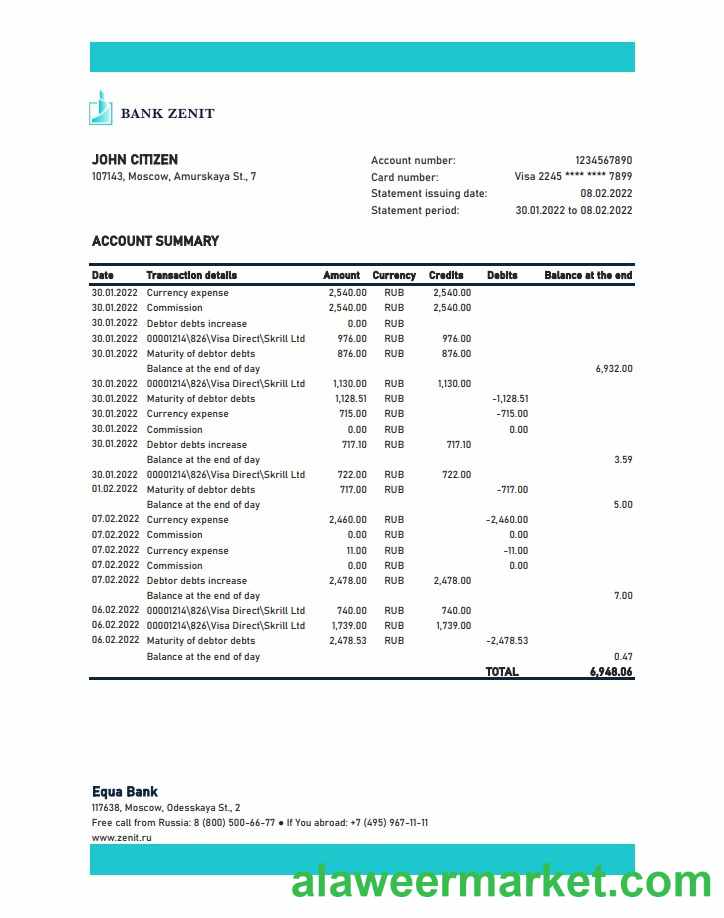 BANK ZENIT
JOHN CITIZEN
107143, Moscow, Amurskaya St., 7
Account number: 1234567890
Card number: Visa 2245 **** **** 7899
Statement issuing date: 08.02.2022
Statement period: 30.01.2022 to 08.02.2022
ACCOUNT SUMMARY
Date Transaction details Amount Currency Credits Debits Balance at the end
30.01.2022 Currency expense 2,540.00 RUB 2,540.00
30.01.2022 Commission 2,540.00 RUB 2,540.00
30.01.2022 Debtor debts increase 0.00 RUB
30.01.2022 00001214\826\Visa Direct\Skrill Ltd 976.00 RUB 976.00
30.01.2022 Maturity of debtor debts 876.00 RUB 876.00
Balance at the end of day 6,932.00
30.01.2022 00001214\826\Visa Direct\Skrill Ltd 1,130.00 RUB 1,130.00
30.01.2022 Maturity of debtor debts 1,128.51 RUB -1,128.51
30.01.2022 Currency expense 715.00 RUB -715.00
30.01.2022 Commission 0.00 RUB 0.00
30.01.2022 Debtor debts increase 717.10 RUB 717.10
Balance at the end of day 3.59
30.01.2022 00001214\826\Visa Direct\Skrill Ltd 722.00 RUB 722.00
01.02.2022 Maturity of debtor debts 717.00 RUB -717.00
Balance at the end of day 5.00
07.02.2022 Currency expense 2,460.00 RUB -2,460.00
07.02.2022 Commission 0.00 RUB 0.00
07.02.2022 Currency expense 11.00 RUB -11.00
07.02.2022 Commission 0.00 RUB 0.00
07.02.2022 Debtor debts increase 2,478.00 RUB 2,478.00
Balance at the end of day 7.00
06.02.2022 00001214\826\Visa Direct\Skrill Ltd 740.00 RUB 740.00
06.02.2022 00001214\826\Visa Direct\Skrill Ltd 1,739.00 RUB 1,739.00
06.02.2022 Maturity of debtor debts 2,478.53 RUB -2,478.53
Balance at the end of day 0.47
TOTAL 6,948.06
Equa Bank
117638, Moscow, Odesskaya St., 2
Free call from Russia: 8 (800) 500-66-77 ● If You abroad: +7 (495) 967-11-11
www.zenit.ru
alaweermarket.com